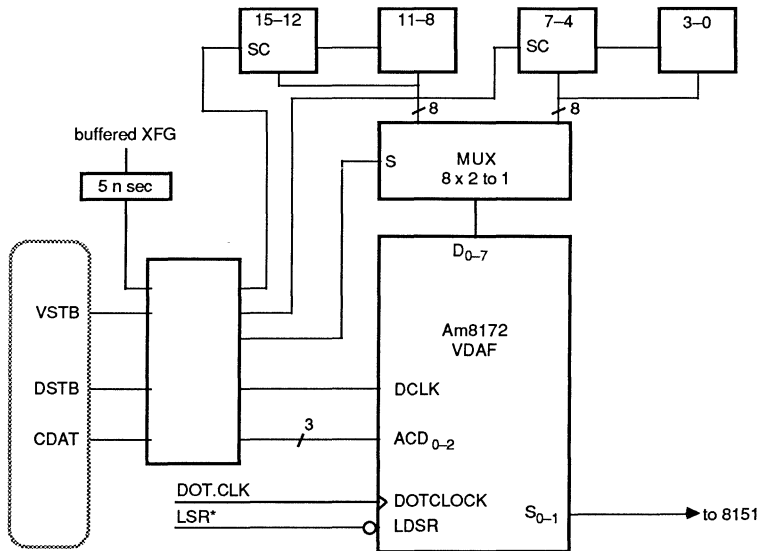 15–12
11–8
7–4
3–0
SC
SC
8
8
buffered XFG
5 n sec
S
MUX
8 x 2 to 1
D0–7
VSTB
Am8172
VDAF
DSTB
DCLK
CDAT
3
ACD0–2
DOT.CLK
DOTCLOCK
LSR*
LDSR
S0–1
to 8151